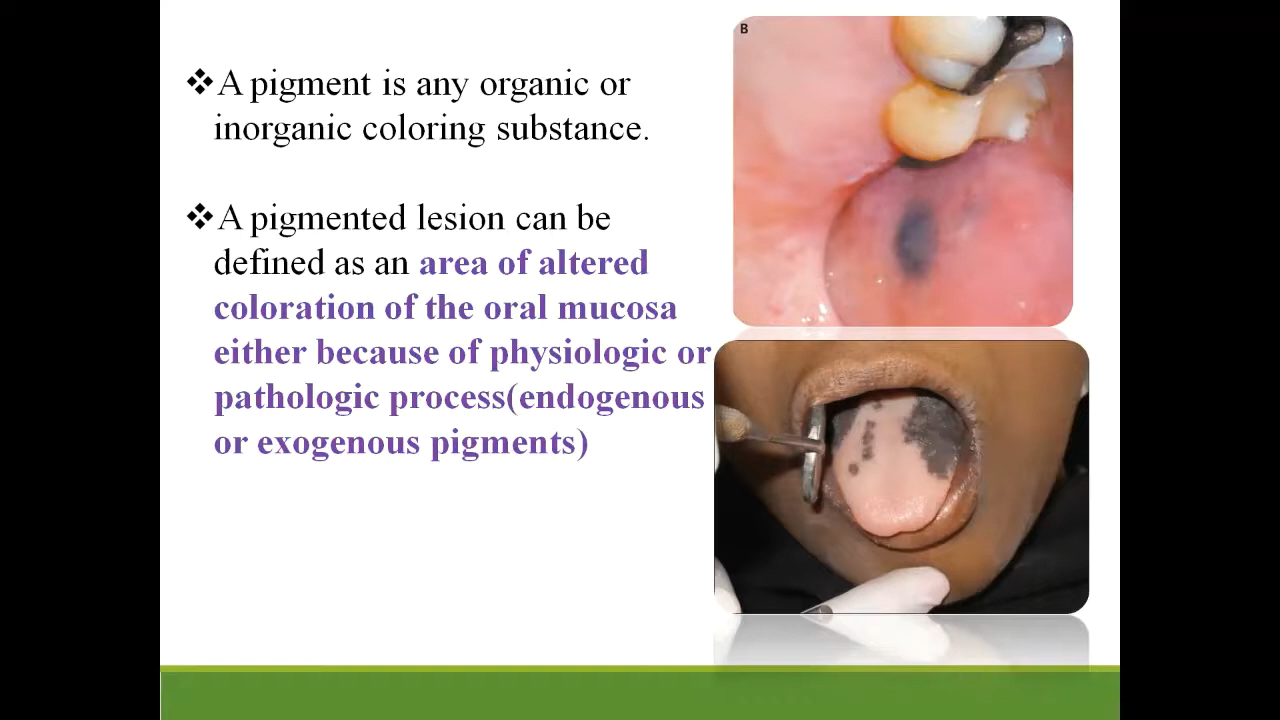 ❖A pigment is any organic or
inorganic coloring substance.
❖A pigmented lesion can be
defined as an area of altered
coloration of the oral mucosa
either because of physiologic or
pathologic process(endogenous
or exogenous pigments)
B